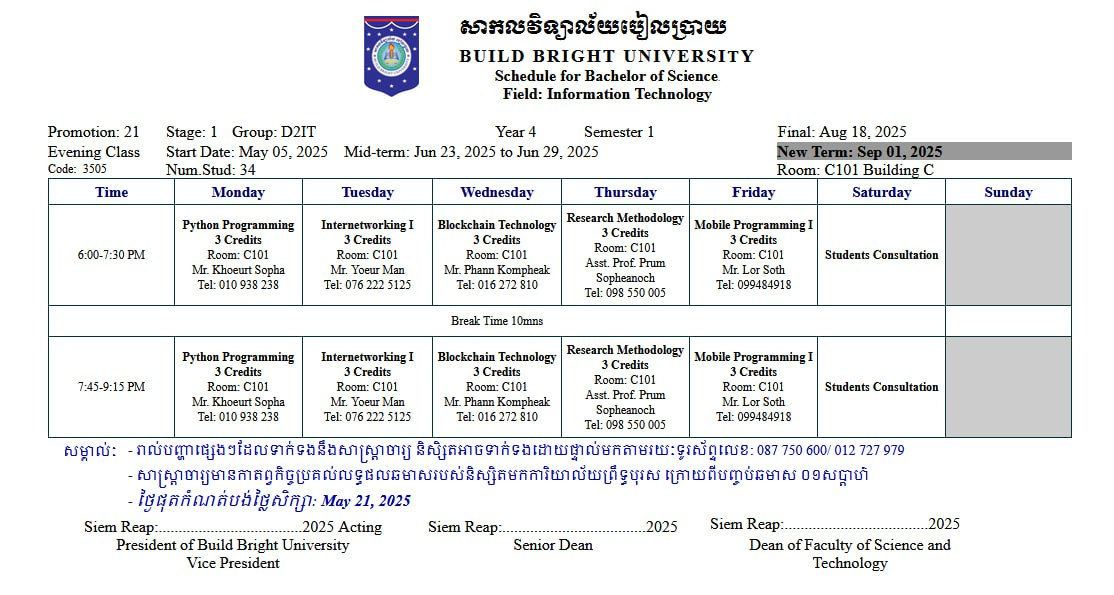 សាកលវិទ្យាល័យបៀលប្រាយ
BUILD BRIGHT UNIVERSITY
Schedule for Bachelor of Science
Field: Information Technology
Promotion: 21 Stage: 1 Group: D2IT Year 4 Semester 1 Final: Aug 18, 2025
Evening Class Start Date: May 05, 2025 Mid-term: Jun 23, 2025 to Jun 29, 2025 New Term: Sep 01, 2025
Code: 3505 Num.Stud: 34 Room: C101 Building C
Time Monday Tuesday Wednesday Thursday Friday Saturday Sunday
6:00-7:30 PM
Python Programming
3 Credits
Room: C101
Mr. Khoeurt Sopha
Tel: 010 938 238
Internetworking I
3 Credits
Room: C101
Mr. Yoeur Man
Tel: 076 222 5125
Blockchain Technology
3 Credits
Room: C101
Mr. Phann Kompheak
Tel: 016 272 810
Research Methodology
3 Credits
Room: C101
Asst. Prof. Prum
Sopheanoch
Tel: 098 550 005
Mobile Programming I
3 Credits
Room: C101
Mr. Lor Soth
Tel: 099484918
Students Consultation
Break Time 10mns
7:45-9:15 PM
Python Programming
3 Credits
Room: C101
Mr. Khoeurt Sopha
Tel: 010 938 238
Internetworking I
3 Credits
Room: C101
Mr. Yoeur Man
Tel: 076 222 5125
Blockchain Technology
3 Credits
Room: C101
Mr. Phann Kompheak
Tel: 016 272 810
Research Methodology
3 Credits
Room: C101
Asst. Prof. Prum
Sopheanoch
Tel: 098 550 005
Mobile Programming I
3 Credits
Room: C101
Mr. Lor Soth
Tel: 099484918
Students Consultation
សម្គាល់: - រាល់បញ្ហាផ្សេងៗដែលទាក់ទងនឹងសាស្ត្រាចារ្យ និស្សិតអាចទាក់ទងដោយផ្ទាល់មកតាមរយៈទូរស័ព្ទលេខ: 087 750 600/ 012 727 979
- សាស្ត្រាចារ្យមានកាតព្វកិច្ចប្រគល់លទ្ធផលឆមាសរបស់និស្សិតមកការិយាល័យព្រឹទ្ធបុរស ក្រោយពីបញ្ចប់ឆមាស ០១សប្តាហ៍
- ថ្ងៃផុតកំណត់បង់ថ្លៃសិក្សា: May 21, 2025
Siem Reap:................................2025 Acting
President of Build Bright University
Vice President
Siem Reap:................................2025
Senior Dean
Siem Reap:................................2025
Dean of Faculty of Science and
Technology